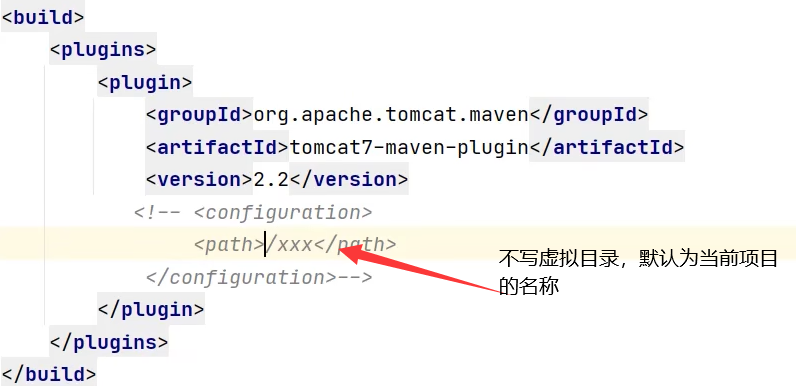 <build>
<plugins>
<plugin>
<groupId>org.apache.tomcat.maven</groupId>
<artifactId>tomcat7-maven-plugin</artifactId>
<version>2.2</version>
<!-- <configuration>
<path>/xxx</path>
</configuration>-->
</plugin>
</plugins>
</build>
不写虚拟目录，默认为当前项目
的名称